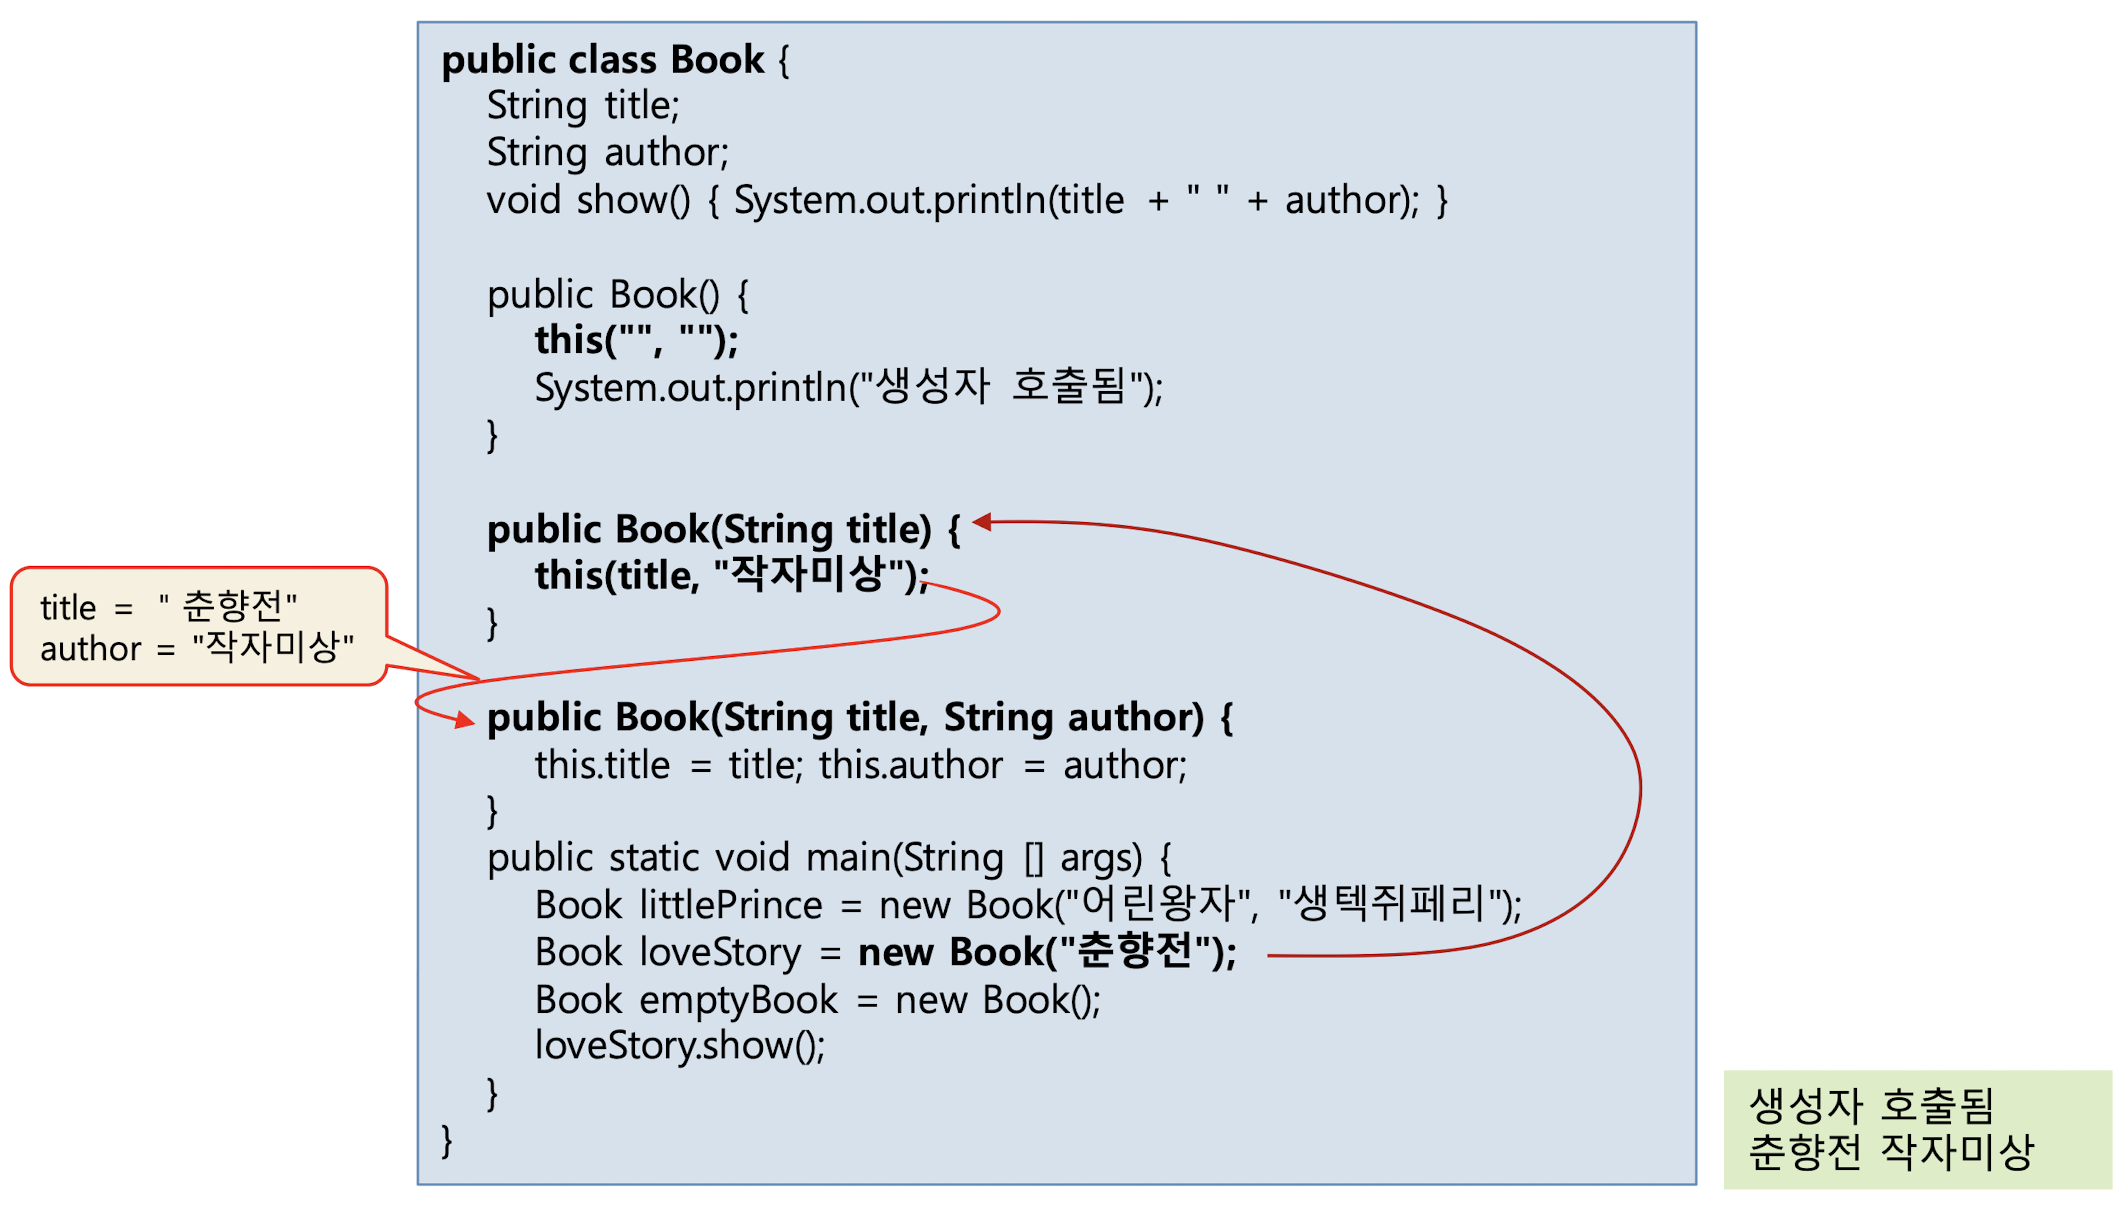 public class Book {
String title;
String author;
void show() { System.out.println(title + " " + author); }
public Book() {
this("", "");
System.out.println("생성자 호출됨");
}
public Book(String title) {
this(title, "작자미상");
}
title = " 춘향전"
author = "작자미상"
public Book(String title, String author) {
this.title = title; this.author = author;
}
public static void main(String [] args) {
Book littlePrince = new Book("어린왕자", "생텍쥐페리");
Book loveStory = new Book("춘향전");
Book emptyBook = new Book();
loveStory.show();
}
}
생성자 호출됨
춘향전 작자미상